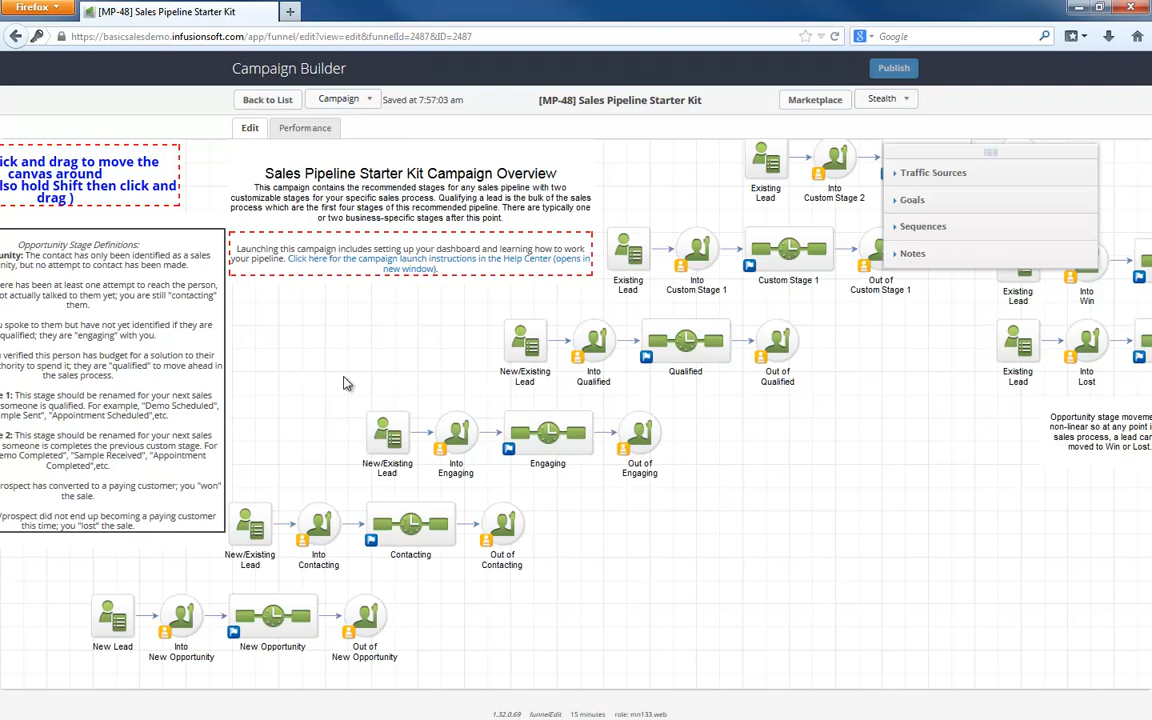 Firefox
[MP-48] Sales Pipeline Starter Kit
https://basicsalesdemo.infusionsoft.com/app/funnel/edit?view=edit&funnelId=2487&ID=2487
Google
Campaign Builder
Publish
Back to List
Campaign
Saved at 7:57:03 am
[MP-48] Sales Pipeline Starter Kit
Marketplace
Stealth
Edit
Performance
ick and drag to move the
canvas around
lso hold Shift then click and
drag )
Sales Pipeline Starter Kit Campaign Overview
This campaign contains the recommended stages for any sales pipeline with two
customizable stages for your specific sales process. Qualifying a lead is the bulk of the sales
process which are the first four stages of this recommended pipeline. There are typically one
or two business-specific stages after this point.
Launching this campaign includes setting up your dashboard and learning how to work
your pipeline. Click here for the campaign launch instructions in the Help Center (opens in
new window).
Existing
Lead
Into
Custom Stage 2
Traffic Sources
Goals
Sequences
Notes
Opportunity Stage Definitions:
unity: The contact has only been identified as a sales
nity, but no attempt to contact has been made.
here has been at least one attempt to reach the person,
not actually talked to them yet; you are still "contacting"
them.
u spoke to them but have not yet identified if they are
qualified; they are "engaging" with you.
verified this person has budget for a solution to their
thority to spend it; they are "qualified" to move ahead in
the sales process.
e 1: This stage should be renamed for your next sales
someone is qualified. For example, "Demo Scheduled",
mple Sent", "Appointment Scheduled",etc.
e 2: This stage should be renamed for your next sales
someone is completes the previous custom stage. For
emo Completed", "Sample Received", "Appointment
Completed",etc.
prospect has converted to a paying customer; you "won"
the sale.
/prospect did not end up becoming a paying customer
this time; you "lost" the sale.
Existing
Lead
Into
Custom Stage 1
Custom Stage 1
Out of
Custom Stage 1
Existing
Lead
Into
Win
New/Existing
Lead
Into
Qualified
Qualified
Out of
Qualified
Existing
Lead
Into
Lost
New/Existing
Lead
Into
Engaging
Engaging
Out of
Engaging
Opportunity stage moveme
non-linear so at any point i
sales process, a lead ca
moved to Win or Lost.
New/Existing
Lead
Into
Contacting
Contacting
Out of
Contacting
New Lead
Into
New Opportunity
New Opportunity
Out of
New Opportunity
1.32.0.69 funnelEdit 15 minutes role: mn133.web